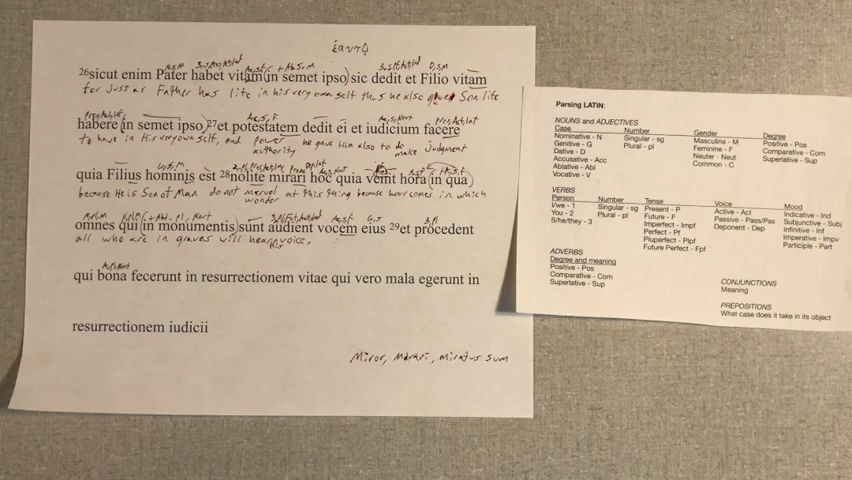 ἑαυτῷ
26sicut enim Pater habet vitam (in semet ipso) sic dedit et Filio vitam
for just as Father has life in his very own self thus he also gave Son life
habere (in semet ipso) 27et potestatem dedit ei et iudicium facere
to have in His very own self, and power he gave Him also to do judgment
authority make
quia Filius hominis est 28nolite mirari hoc quia venit hora (in qua)
because He is Son of Man do not marvel at this thing because hour comes in which
wonder
omnes qui (in monumentis) sunt audient vocem eius 29et procedent
all who are in graves will hear His voice,
qui bona fecerunt in resurrectionem vitae qui vero mala egerunt in
resurrectionem iudicii
Miror, Mirari, Miratus sum
Parsing LATIN:
NOUNS and ADJECTIVES
Case Number Gender Degree
Nominative - N Singular - sg Masculine - M Positive - Pos
Genitive - G Plural - pl Feminine - F Comparative - Com
Dative - D Neuter - Neut Superlative - Sup
Accusative - Acc Common - C
Ablative - Abl
Vocative - V
VERBS
Person Number Tense Voice Mood
I/we - 1 Singular - sg Present - P Active - Act Indicative - Ind
You - 2 Plural - pl Future - F Passive - Pass/Pas Subjunctive - Subj
S/he/they - 3 Imperfect - Impf Deponent - Dep Infinitive - Inf
Perfect - Pf Imperative - Impv
Pluperfect - Plpf Participle - Part
Future Perfect - Fpf
ADVERBS
Degree and meaning
Positive - Pos
Comparative - Com
Superlative - Sup
CONJUNCTIONS
Meaning
PREPOSITIONS
What case does it take in its object